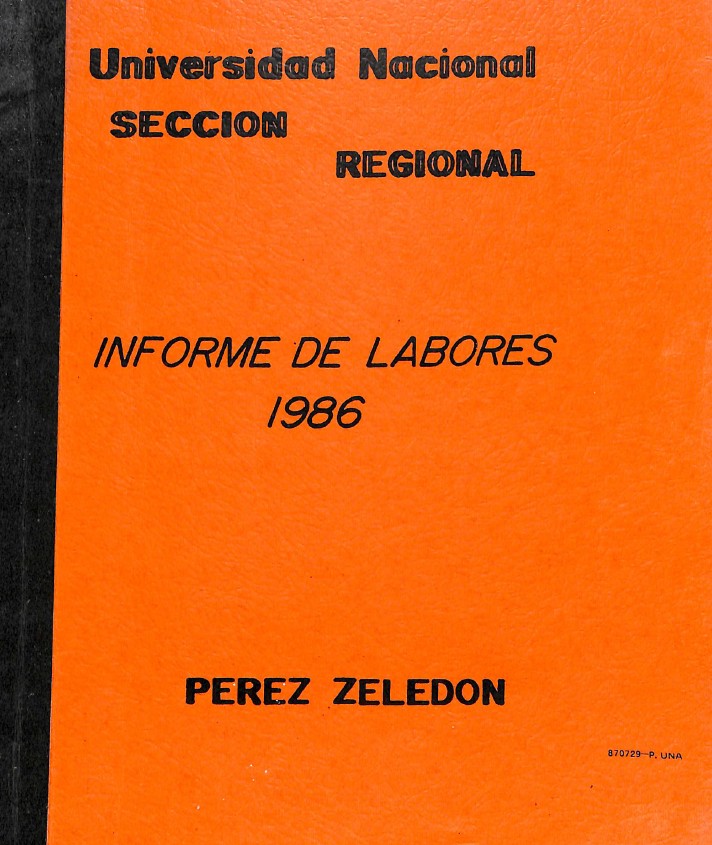 Universidad Nacional
SECCION
REGIONAL
INFORME DE LABORES
1986
PEREZ ZELEDON
870729-P. UNA